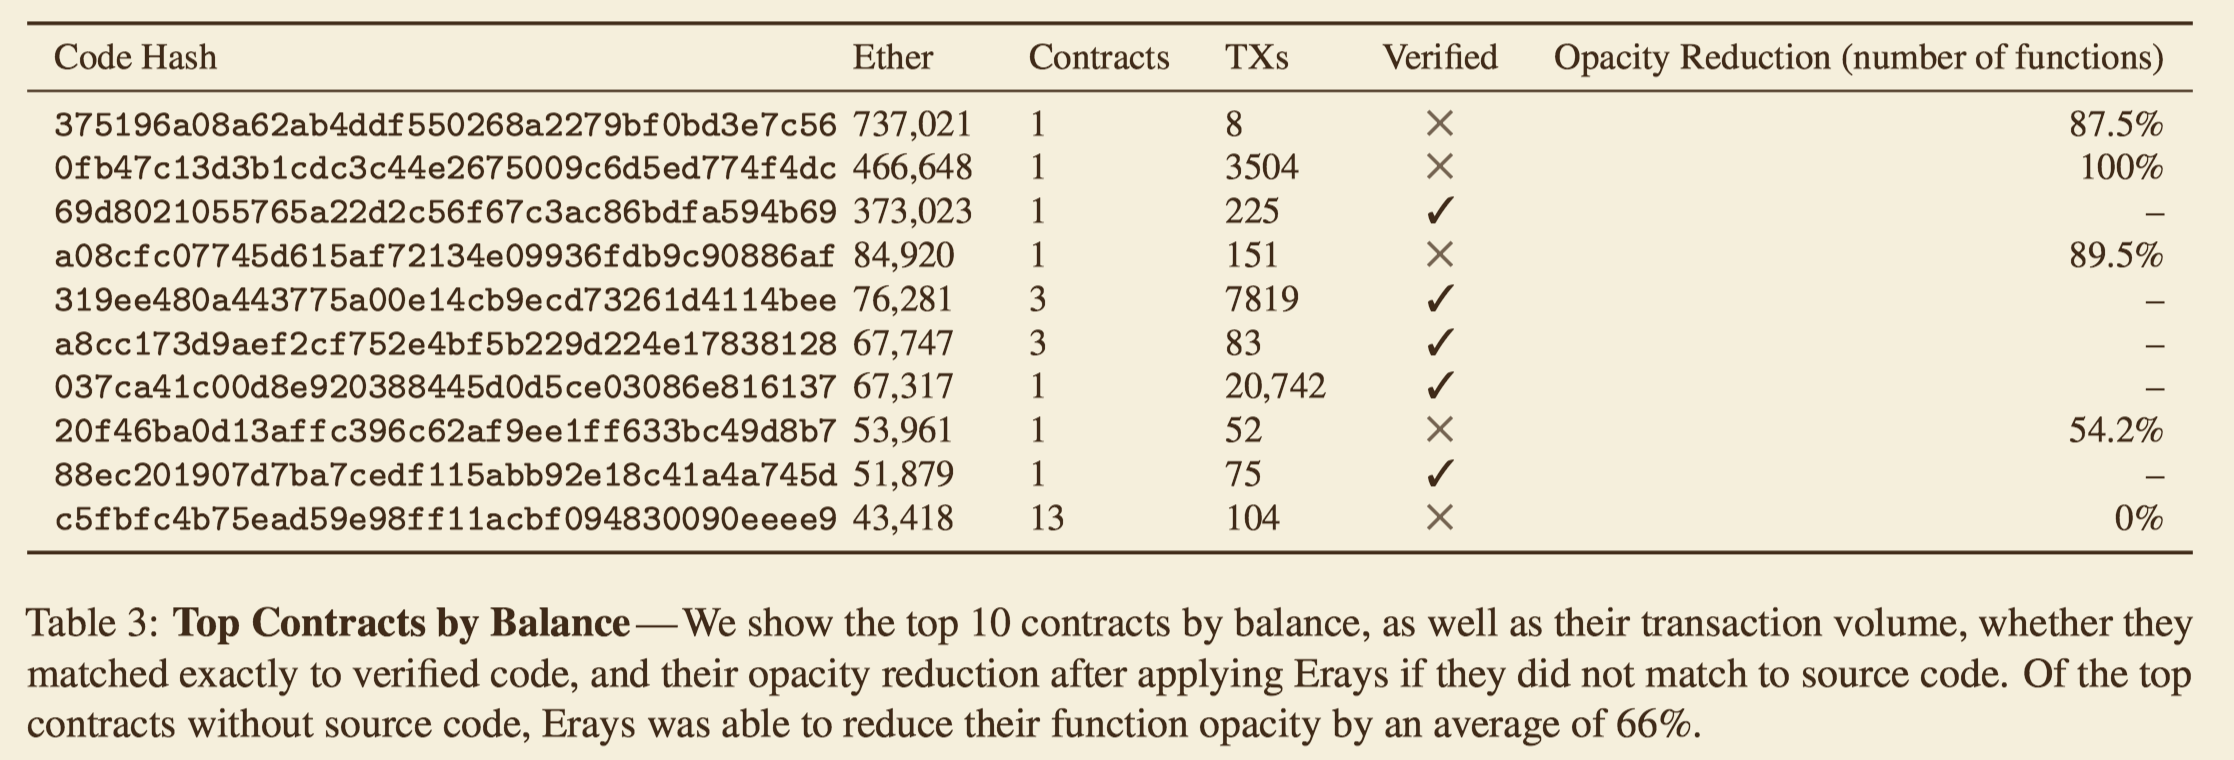 Code Hash Ether Contracts TXs Verified Opacity Reduction (number of functions)
375196a08a62ab4ddf550268a2279bf0bd3e7c56 737,021 1 8 × 87.5%
0fb47c13d3b1cdc3c44e2675009c6d5ed774f4dc 466,648 1 3504 × 100%
69d8021055765a22d2c56f67c3ac86bdfa594b69 373,023 1 225 ✓ –
a08cfc07745d615af72134e09936fdb9c90886af 84,920 1 151 × 89.5%
319ee480a443775a00e14cb9ecd73261d4114bee 76,281 3 7819 ✓ –
a8cc173d9aef2cf752e4bf5b229d224e17838128 67,747 3 83 ✓ –
037ca41c00d8e920388445d0d5ce03086e816137 67,317 1 20,742 ✓ –
20f46ba0d13affc396c62af9ee1ff633bc49d8b7 53,961 1 52 × 54.2%
88ec201907d7ba7cedf115abb92e18c41a4a745d 51,879 1 75 ✓ –
c5fbfc4b75ead59e98ff11acbf094830090eeee9 43,418 13 104 × 0%
Table 3: Top Contracts by Balance—We show the top 10 contracts by balance, as well as their transaction volume, whether they
matched exactly to verified code, and their opacity reduction after applying Erays if they did not match to source code. Of the top
contracts without source code, Erays was able to reduce their function opacity by an average of 66%.